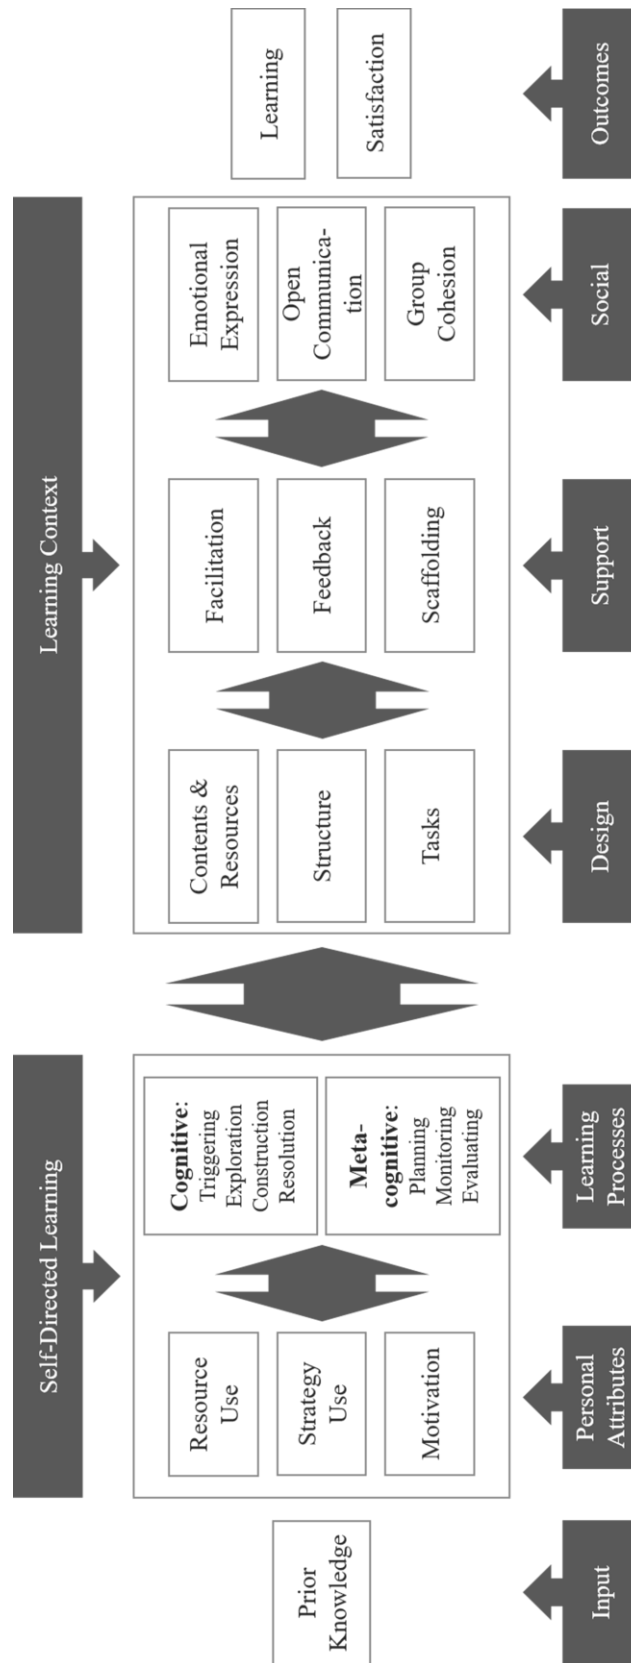 Self-Directed Learning
Learning Context
Prior
Knowledge
Resource
Use
Strategy
Use
Motivation
Cognitive:
Triggering
Exploration
Construction
Resolution
Meta-
cognitive:
Planning
Monitoring
Evaluating
Contents &
Resources
Structure
Tasks
Facilitation
Feedback
Scaffolding
Emotional
Expression
Open
Communica-
tion
Group
Cohesion
Learning
Satisfaction
Input
Personal
Attributes
Learning
Processes
Design
Support
Social
Outcomes